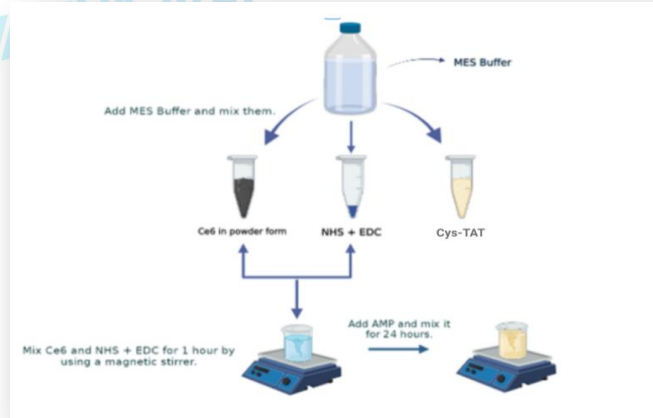 MES Buffer
Add MES Buffer and mix them.
Ce6 in powder form
NHS + EDC
Cys-TAT
Mix Ce6 and NHS + EDC for 1 hour by
using a magnetic stirrer.
Add AMP and mix it
for 24 hours.